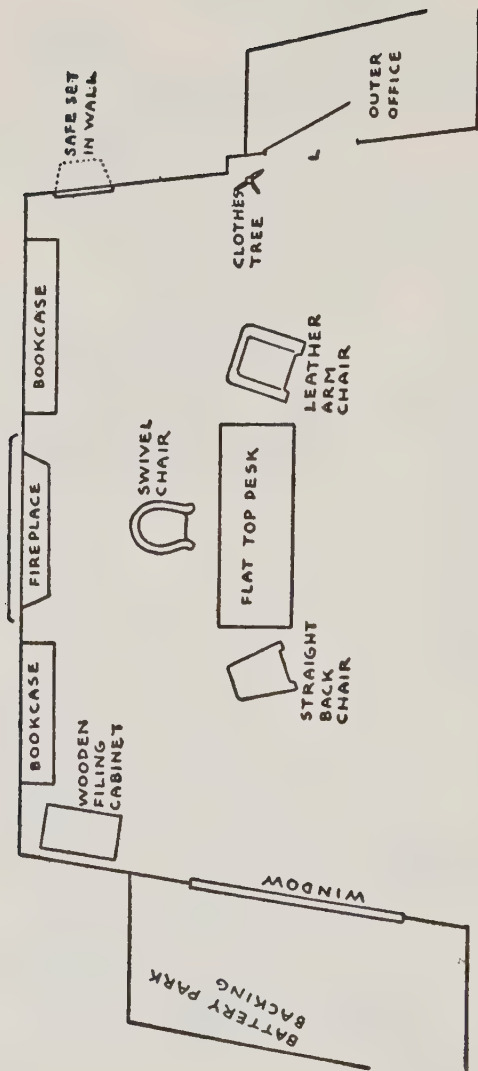 SAFE SET
IN WALL
OUTER
OFFICE
CLOTHES
TREE
BOOKCASE
LEATHER
ARM
CHAIR
SWIVEL
CHAIR
FLAT TOP DESK
FIREPLACE
STRAIGHT
BACK
CHAIR
BOOKCASE
WOODEN
FILING
CABINET
WINDOW
BATTERY PARK
BACKING